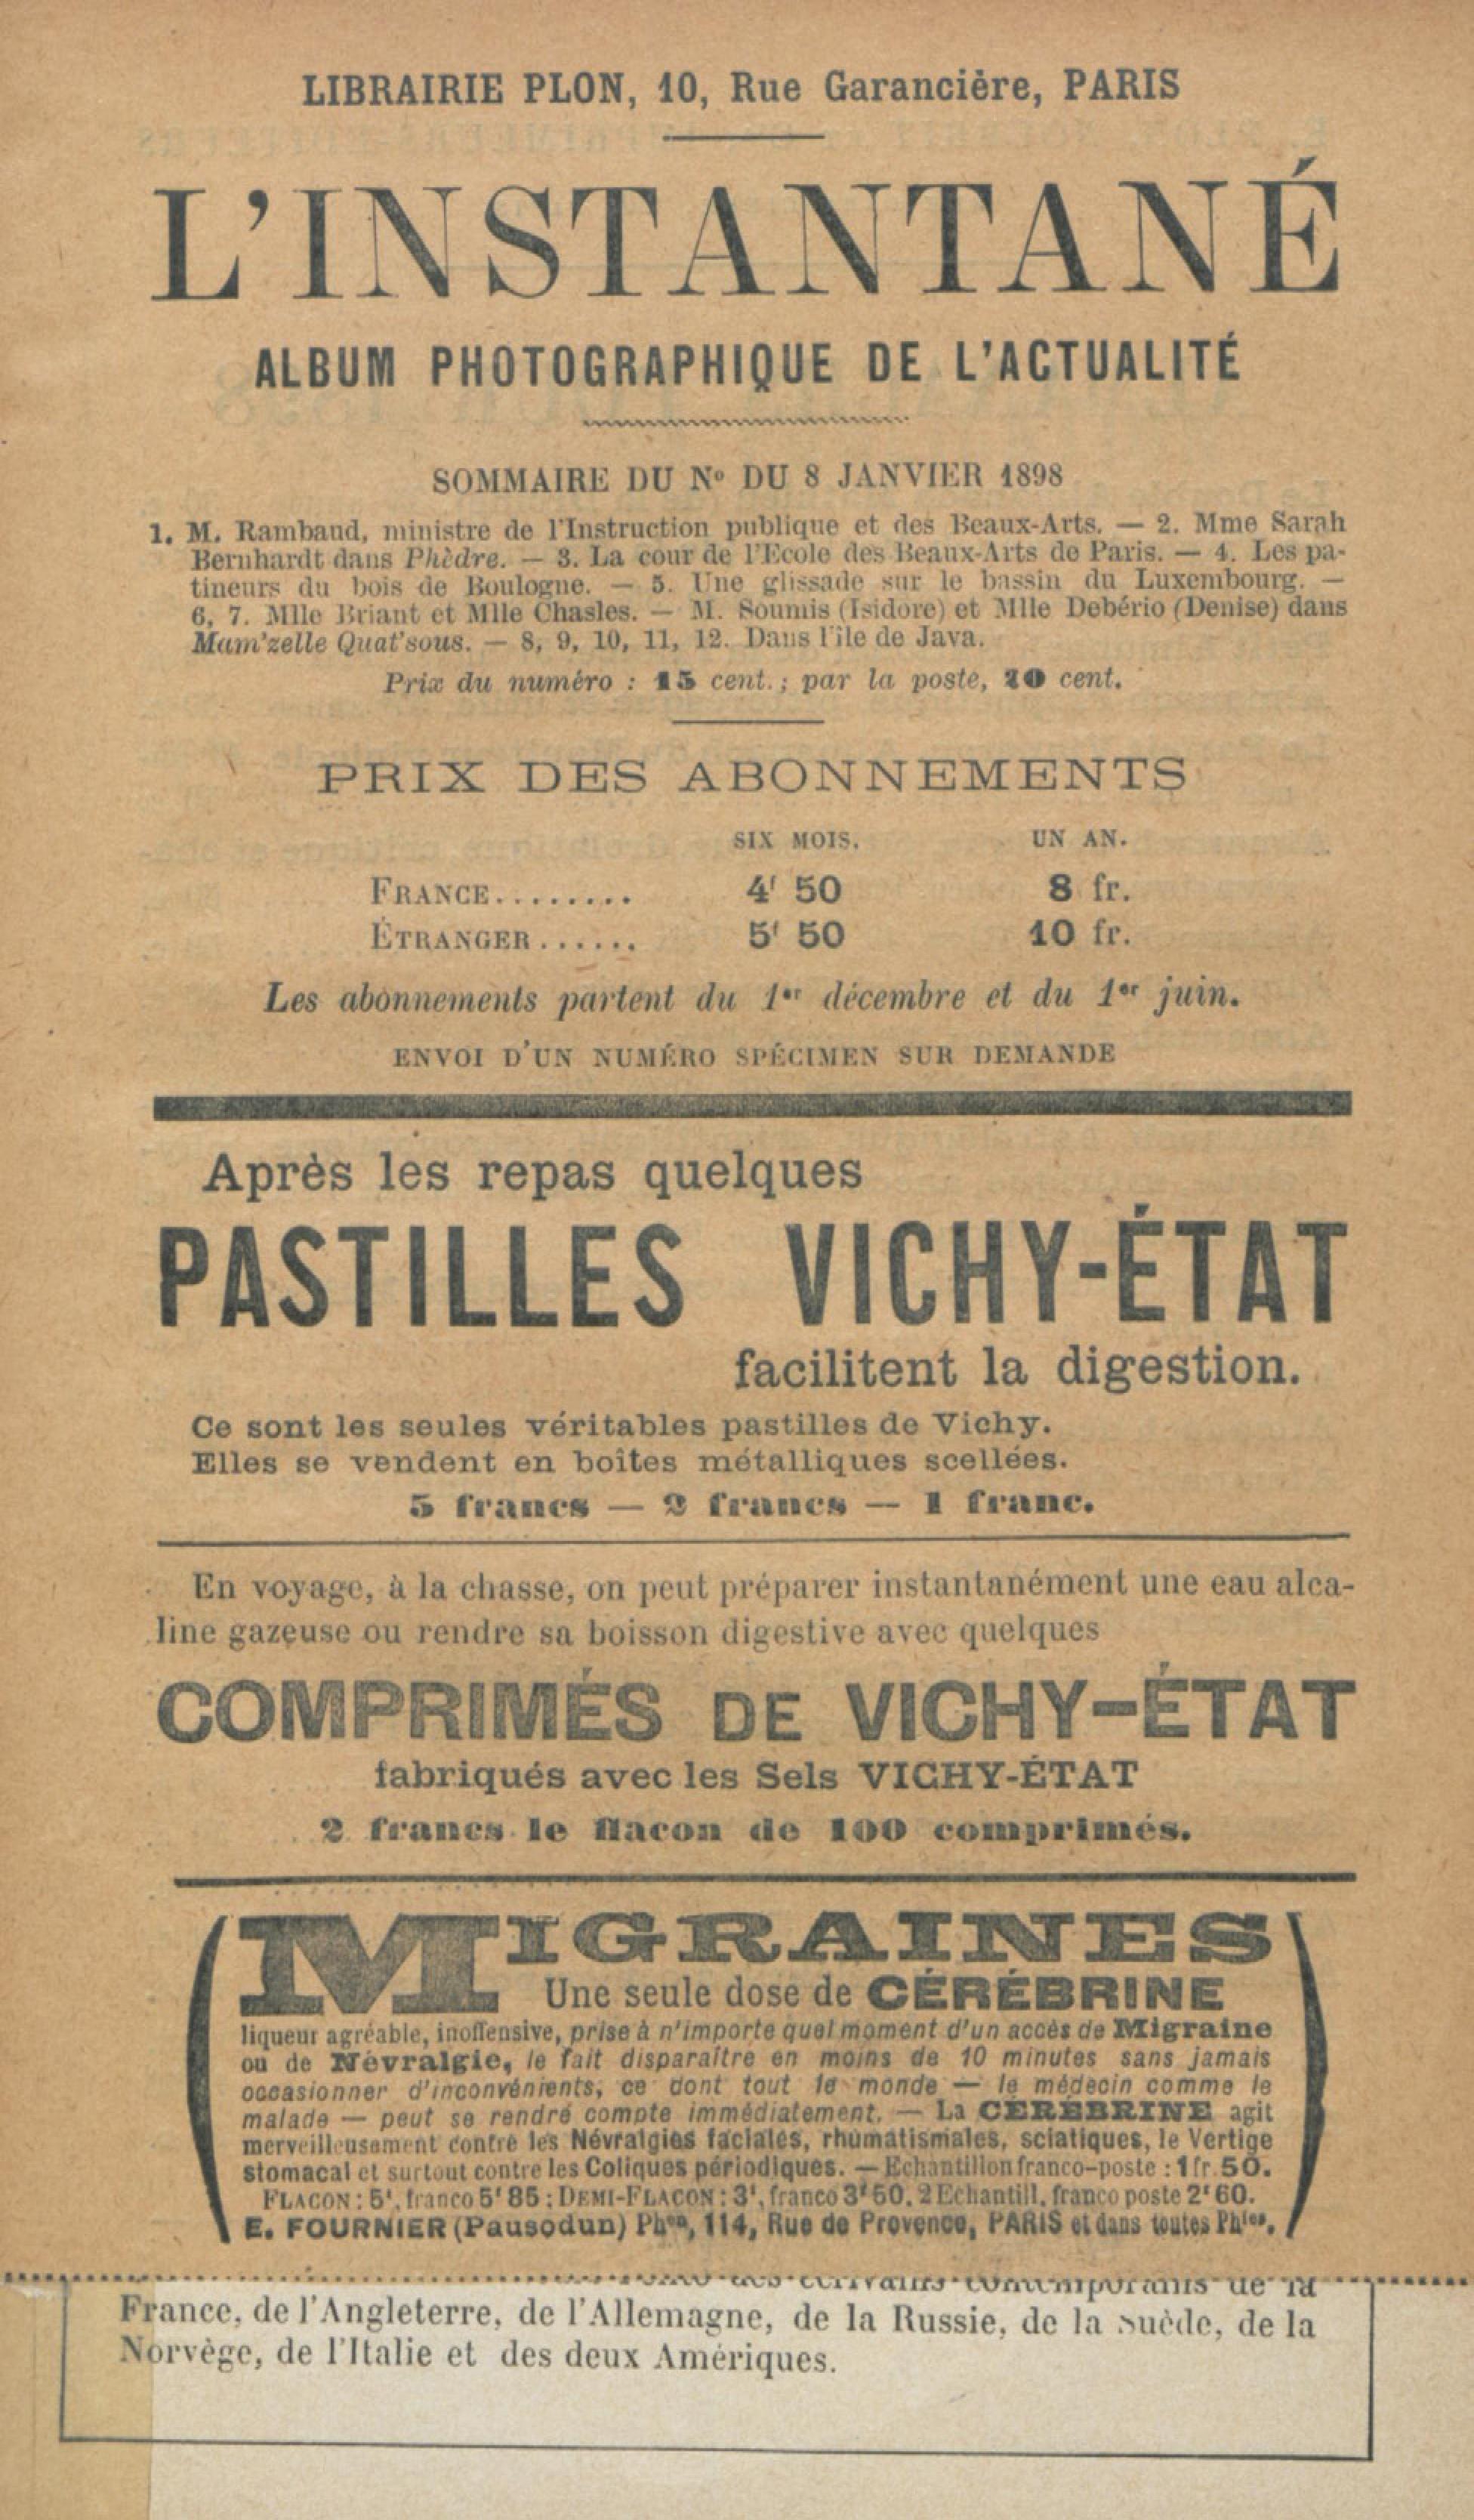 LIBRAIRIE PLON, 10, Rue Garancière, PARIS
L'INSTANTANÉ
ALBUM PHOTOGRAPHIQUE DE L'ACTUALITÉ
SOMMAIRE DU Nº DU 8 JANVIER 1898
1. M. Rambaud, ministre de l'Instruction publique et des Beaux-Arts. — 2. Mme Sarah
Bernhardt dans Phèdre. — 3. La cour de l'Ecole des Beaux-Arts de Paris. — 4. Les pa-
tineurs du bois de Boulogne. — 5. Une glissade sur le bassin du Luxembourg. —
6, 7. Mlle Briant et Mlle Chasles. — M. Soumis (Isidore) et Mlle Debério (Denise) dans
Mam'zelle Quat'sous. — 8, 9, 10, 11, 12. Dans l'île de Java.
Prix du numéro : 15 cent.; par la poste, 20 cent.
PRIX DES ABONNEMENTS
SIX MOIS. UN AN.
FRANCE........ 4f 50 8 fr.
ÉTRANGER...... 5f 50 10 fr.
Les abonnements partent du 1er décembre et du 1er juin.
ENVOI D'UN NUMÉRO SPÉCIMEN SUR DEMANDE
Après les repas quelques
PASTILLES VICHY-ÉTAT
facilitent la digestion.
Ce sont les seules véritables pastilles de Vichy.
Elles se vendent en boîtes métalliques scellées.
5 francs — 2 francs — 1 franc.
En voyage, à la chasse, on peut préparer instantanément une eau alca-
line gazeuse ou rendre sa boisson digestive avec quelques
COMPRIMÉS DE VICHY-ÉTAT
fabriqués avec les Sels VICHY-ÉTAT
2 francs le flacon de 100 comprimés.
MIGRAINES
Une seule dose de CÉRÉBRINE
liqueur agréable, inoffensive, prise à n'importe quel moment d'un accès de Migraine
ou de Névralgie, le fait disparaître en moins de 10 minutes sans jamais
occasionner d'inconvénients, ce dont tout le monde — le médecin comme le
malade — peut se rendre compte immédiatement. — La CÉRÉBRINE agit
merveilleusement contre les Névralgies faciales, rhumatismales, sciatiques, le Vertige
stomacal et surtout contre les Coliques périodiques. — Echantillon franco-poste : 1 fr. 50.
FLACON : 5f, franco 5f 85 ; DEMI-FLACON : 3f, franco 3f 50. 2 Echantill. franco poste 2f 60.
E. FOURNIER (Pausodun) Phen, 114, Rue de Provence, PARIS et dans toutes Phies.
des écrivains contemporains de la
France, de l'Angleterre, de l'Allemagne, de la Russie, de la Suède, de la
Norvège, de l'Italie et des deux Amériques.